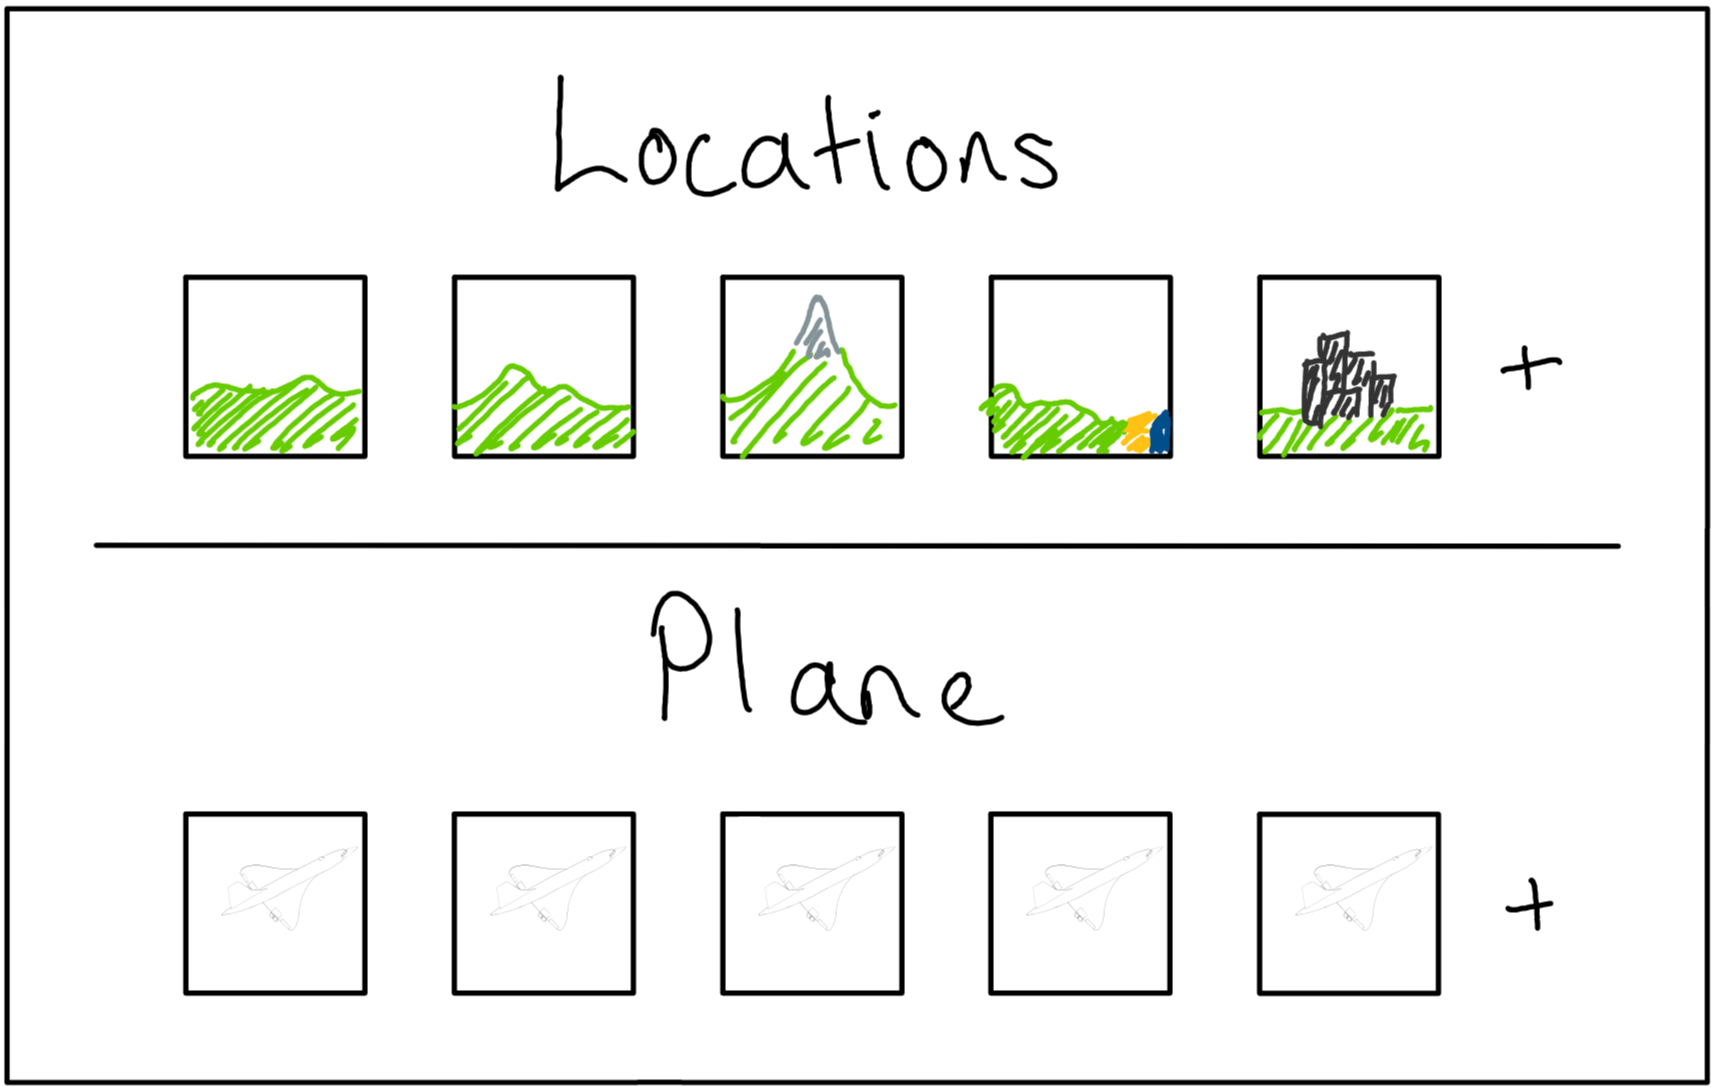 Locations
+
Plane
+